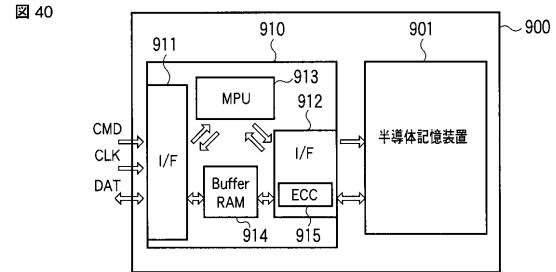 図 40
900
911
910
901
913
MPU
912
CMD
CLK
DAT
I/F
I/F
半導体記憶装置
Buffer
RAM
ECC
914
915